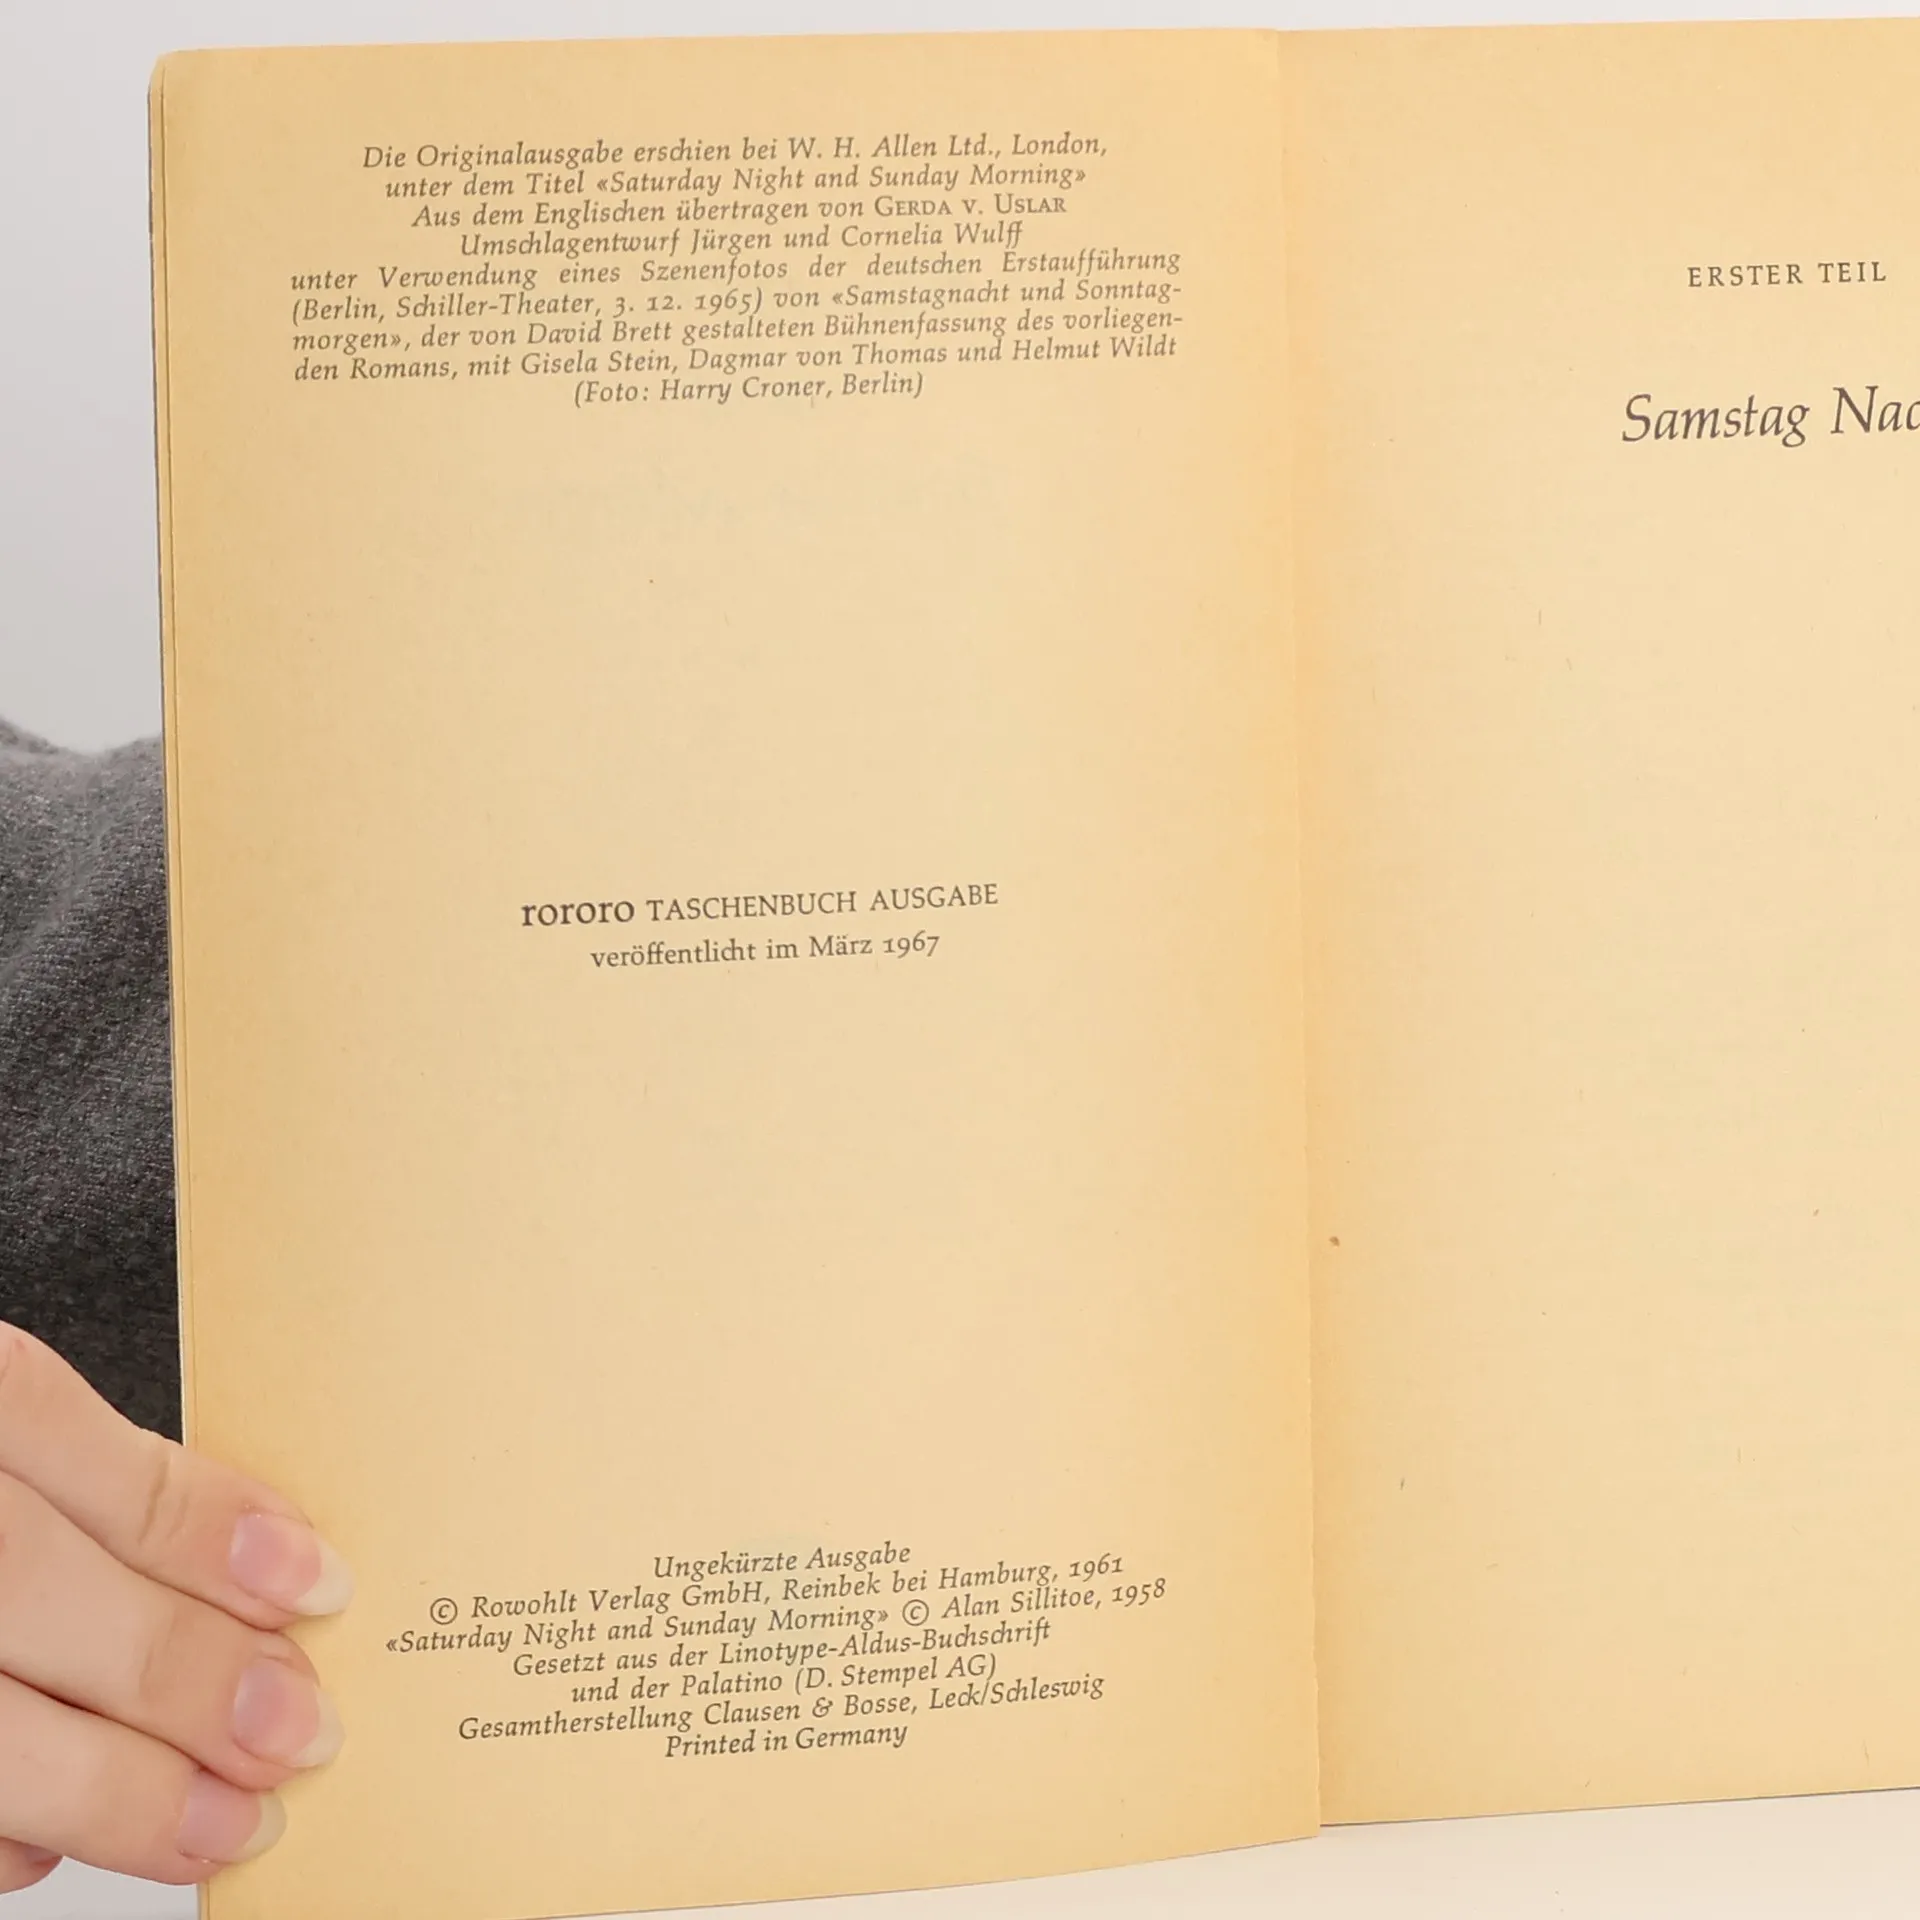 Die Originalausgabe erschien bei W. H. Allen Ltd., London,
unter dem Titel «Saturday Night and Sunday Morning»
Aus dem Englischen übertragen von GERDA V. USLAR
Umschlagentwurf Jürgen und Cornelia Wulff
unter Verwendung eines Szenenfotos der deutschen Erstaufführung
(Berlin, Schiller-Theater, 3. 12. 1965) von «Samstagnacht und Sonntag-
morgen», der von David Brett gestalteten Bühnenfassung des vorliegen-
den Romans, mit Gisela Stein, Dagmar von Thomas und Helmut Wildt
(Foto: Harry Croner, Berlin)
rororo TASCHENBUCH AUSGABE
veröffentlicht im März 1967
Ungekürzte Ausgabe
© Rowohlt Verlag GmbH, Reinbek bei Hamburg, 1961
«Saturday Night and Sunday Morning» © Alan Sillitoe, 1958
Gesetzt aus der Linotype-Aldus-Buchschrift
und der Palatino (D. Stempel AG)
Gesamtherstellung Clausen & Bosse, Leck/Schleswig
Printed in Germany
ERSTER TEIL
Samstag Nac